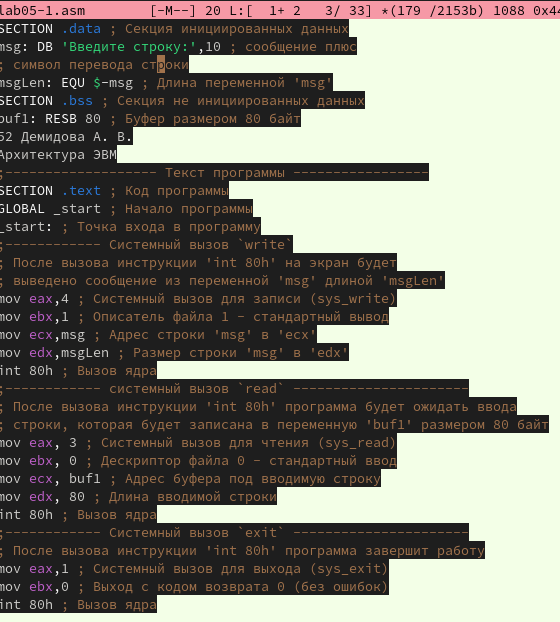 lab05-1.asm [-M--] 20 L:[ 1+ 2 3/ 33] *(179 /2153b) 1088 0x44
SECTION .data ; Секция инициированных данных
msg: DB 'Введите строку:',10 ; сообщение плюс
; символ перевода строки
msgLen: EQU $-msg ; Длина переменной 'msg'
SECTION .bss ; Секция не инициированных данных
buf1: RESB 80 ; Буфер размером 80 байт
52 Демидова А. В.
Архитектура ЭВМ
;------------------ Текст программы -----------------
SECTION .text ; Код программы
GLOBAL _start ; Начало программы
_start: ; Точка входа в программу
;------------ Cистемный вызов `write`
; После вызова инструкции 'int 80h' на экран будет
; выведено сообщение из переменной 'msg' длиной 'msgLen'
mov eax,4 ; Системный вызов для записи (sys_write)
mov ebx,1 ; Описатель файла 1 - стандартный вывод
mov ecx,msg ; Адрес строки 'msg' в 'ecx'
mov edx,msgLen ; Размер строки 'msg' в 'edx'
int 80h ; Вызов ядра
;------------ системный вызов `read` -----------------------
; После вызова инструкции 'int 80h' программа будет ожидать ввода
; строки, которая будет записана в переменную 'buf1' размером 80 байт
mov eax, 3 ; Системный вызов для чтения (sys_read)
mov ebx, 0 ; Дескриптор файла 0 - стандартный ввод
mov ecx, buf1 ; Адрес буфера под вводимую строку
mov edx, 80 ; Длина вводимой строки
int 80h ; Вызов ядра
;------------ Системный вызов `exit` -----------------------
; После вызова инструкции 'int 80h' программа завершит работу
mov eax,1 ; Системный вызов для выхода (sys_exit)
mov ebx,0 ; Выход с кодом возврата 0 (без ошибок)
int 80h ; Вызов ядра